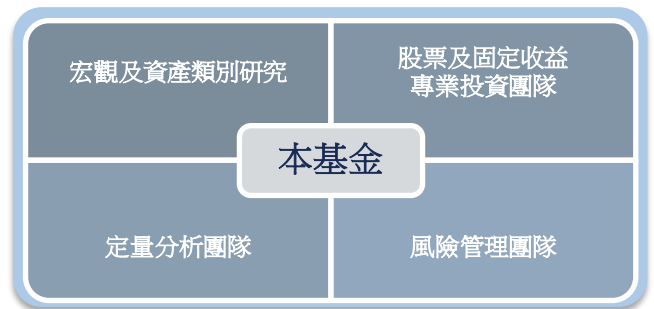 宏觀及資產類別研究
股票及固定收益
專業投資團隊
本基金
定量分析團隊
風險管理團隊